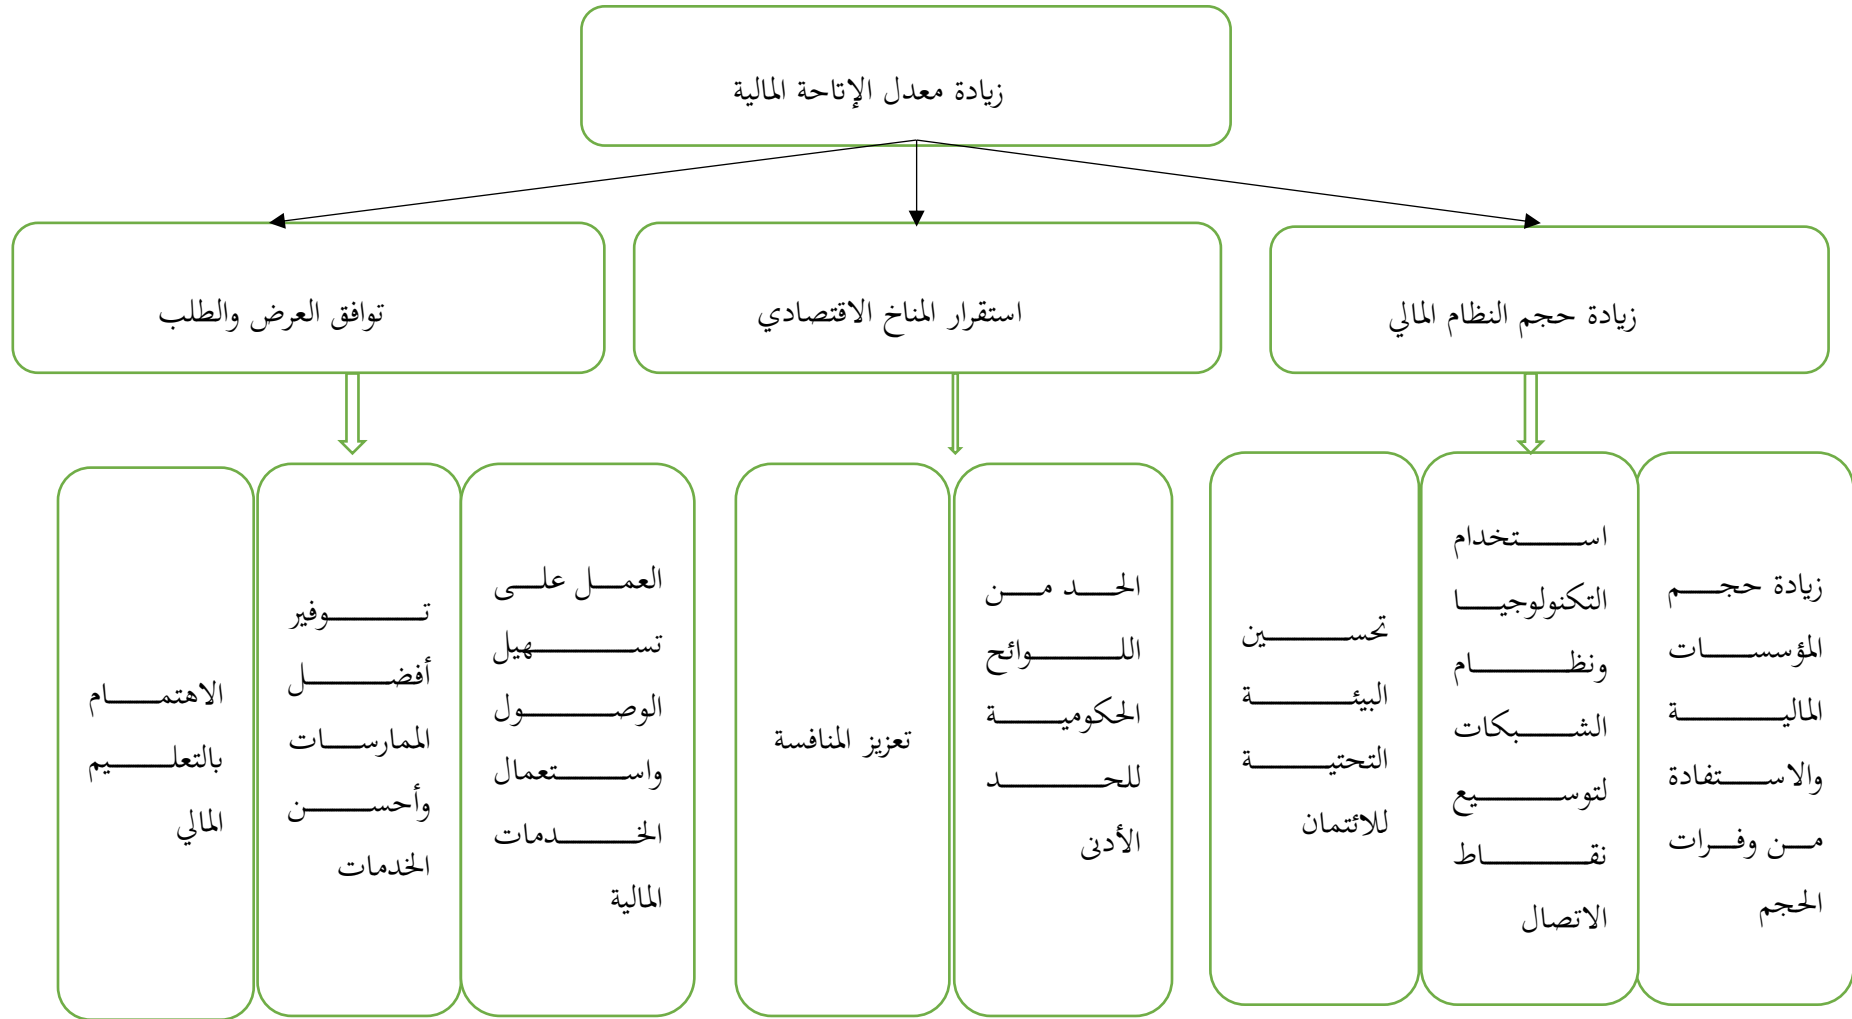 زيادة معدل الإتاحة المالية
زيادة حجم النظام المالي
استقرار المناخ الاقتصادي
توافق العرض والطلب
زيادة حجم
المؤسسات
المالية
والاستفادة
من وفرات
الحجم
استخدام
التكنولوجيا
ونظام
الشبكات
لتوسيع
نقاط
الاتصال
تحسين
البيئة
التحتية
للائتمان
الحد من
اللوائح
الحكومية
للحد
الأدنى
تعزيز المنافسة
العمل على
تسهيل
الوصول
واستعمال
الخدمات
المالية
توفير
أفضل
الممارسات
وأحسن
الخدمات
الاهتمام
بالتعليم
المالي